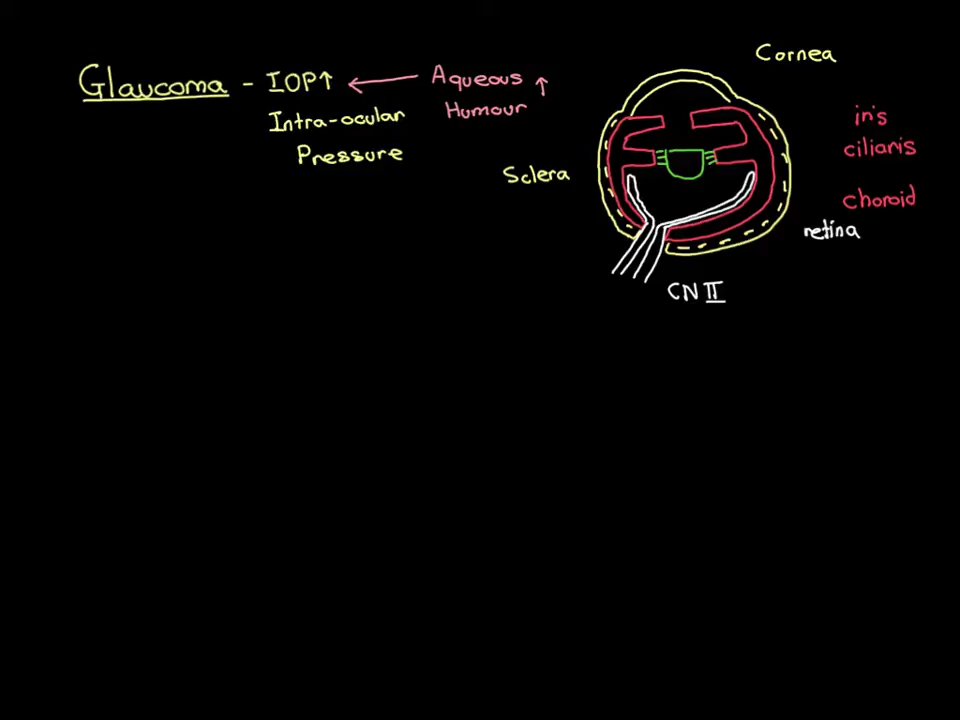 Glaucoma - IOP↑ ← Aqueous ↑
Humour
Intra-ocular
Pressure
Cornea
Sclera
iris
ciliaris
choroid
retina
CN II